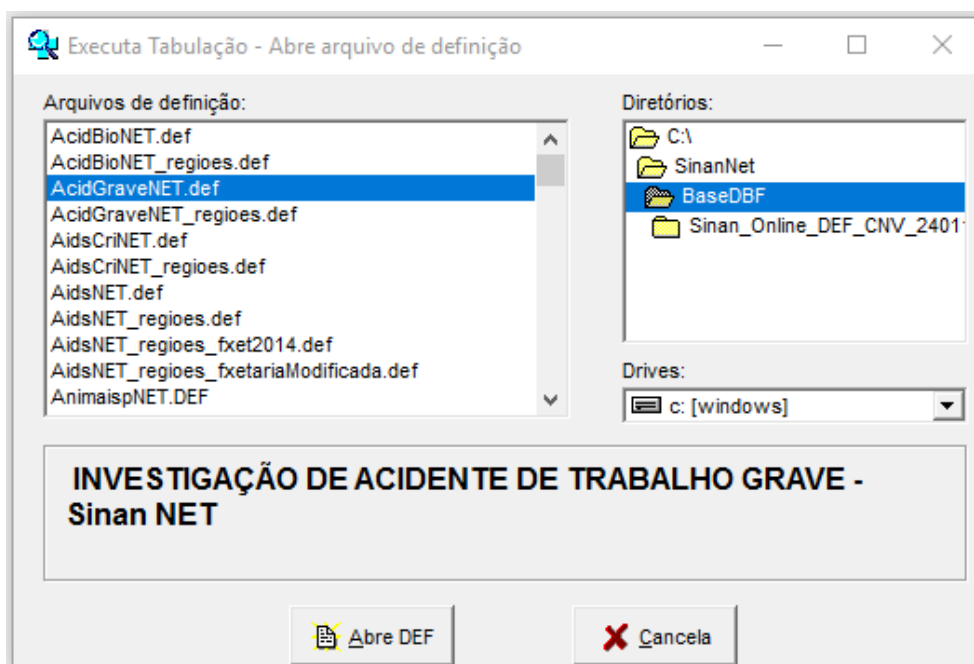 Executa Tabulação - Abre arquivo de definição
Arquivos de definição:
AcidBioNET.def
AcidBioNET_regioes.def
AcidGraveNET.def
AcidGraveNET_regioes.def
AidsCriNET.def
AidsCriNET_regioes.def
AidsNET.def
AidsNET_regioes.def
AidsNET_regioes_fxet2014.def
AidsNET_regioes_fxetariaModificada.def
AnimaispNET.DEF
Diretórios:
C:\
SinanNet
BaseDBF
Sinan_Online_DEF_CNV_2401
Drives:
c: [windows]
INVESTIGAÇÃO DE ACIDENTE DE TRABALHO GRAVE -
Sinan NET
Abre DEF
Cancela